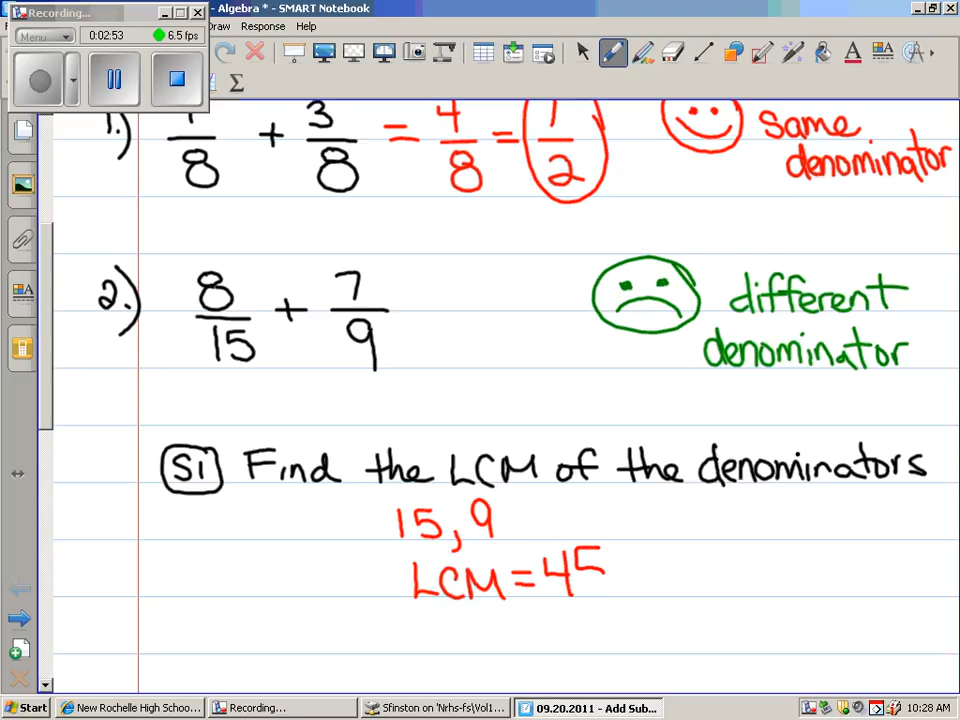 Recording...
- Algebra * - SMART Notebook
Menu
0:02:53
6.5 fps
Draw Response Help
Σ
A
1.) 1/8 + 3/8 = 4/8 = 1/2
same
denominator
2.) 8/15 + 7/9
different
denominator
S1 Find the LCM of the denominators
15, 9
LCM = 45
Start
New Rochelle High Schoo...
Recording...
Sfinston on 'Nrhs-fs\Vol1...
09.20.2011 - Add Sub...
10:28 AM